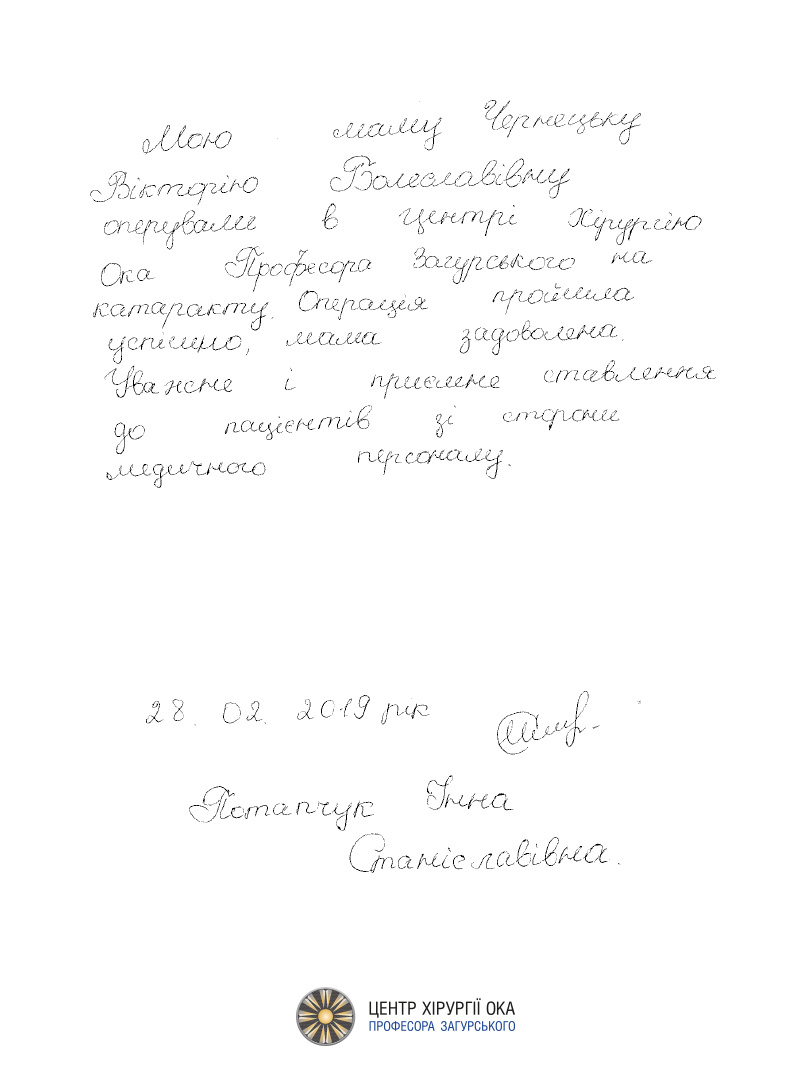 Мою маму Чернецьку
Вікторію Болеславівну
оперували в центрі Хірургію
Ока Професора Загурського на
катаракту. Операція пройшла
успішно, мама задоволена.
Уважне і приємне ставлення
до пацієнтів зі сторони
медичного персоналу.
28. 02. 2019 рік
Потапчук Інна
Станіславівна.
ЦЕНТР ХІРУРГІЇ ОКА
ПРОФЕСОРА ЗАГУРСЬКОГО